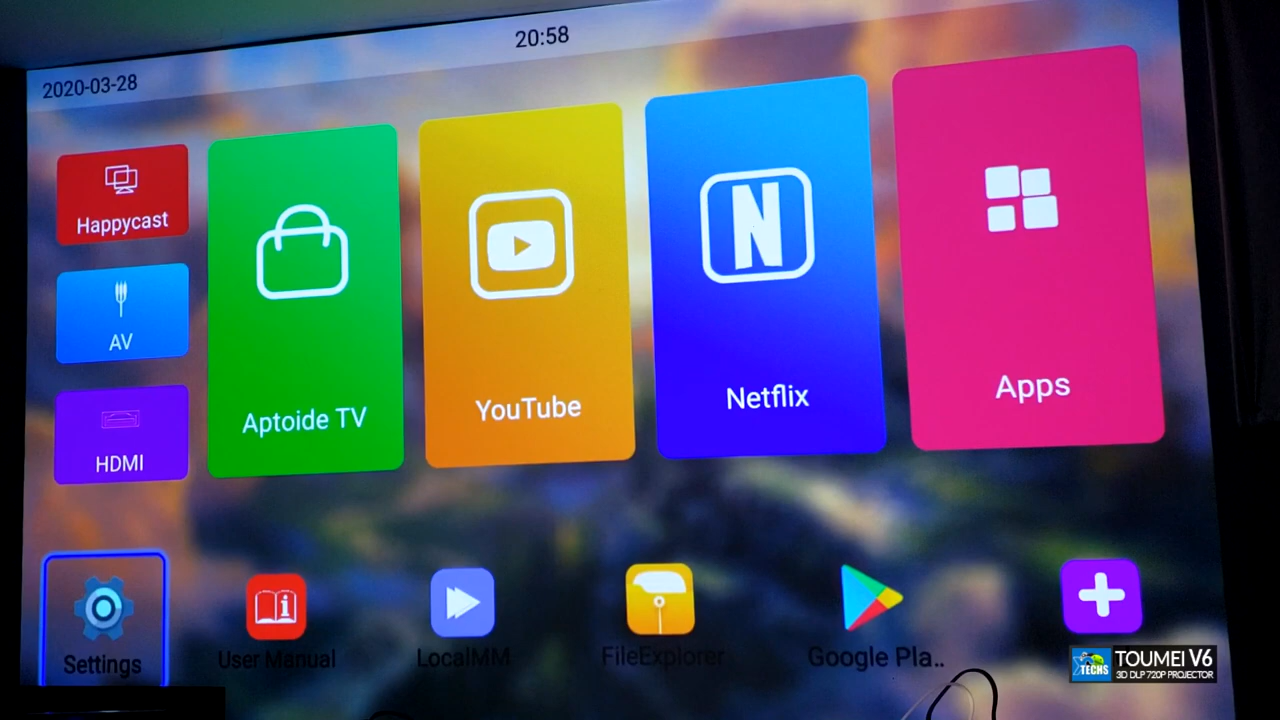 20:58
2020-03-28
Happycast
AV
HDMI
Aptoide TV
YouTube
N
Netflix
Apps
Settings
User Manual
LocalMM
FileExplorer
Google Pla..
TECHS
TOUMEI V6
3D DLP 720P PROJECTOR